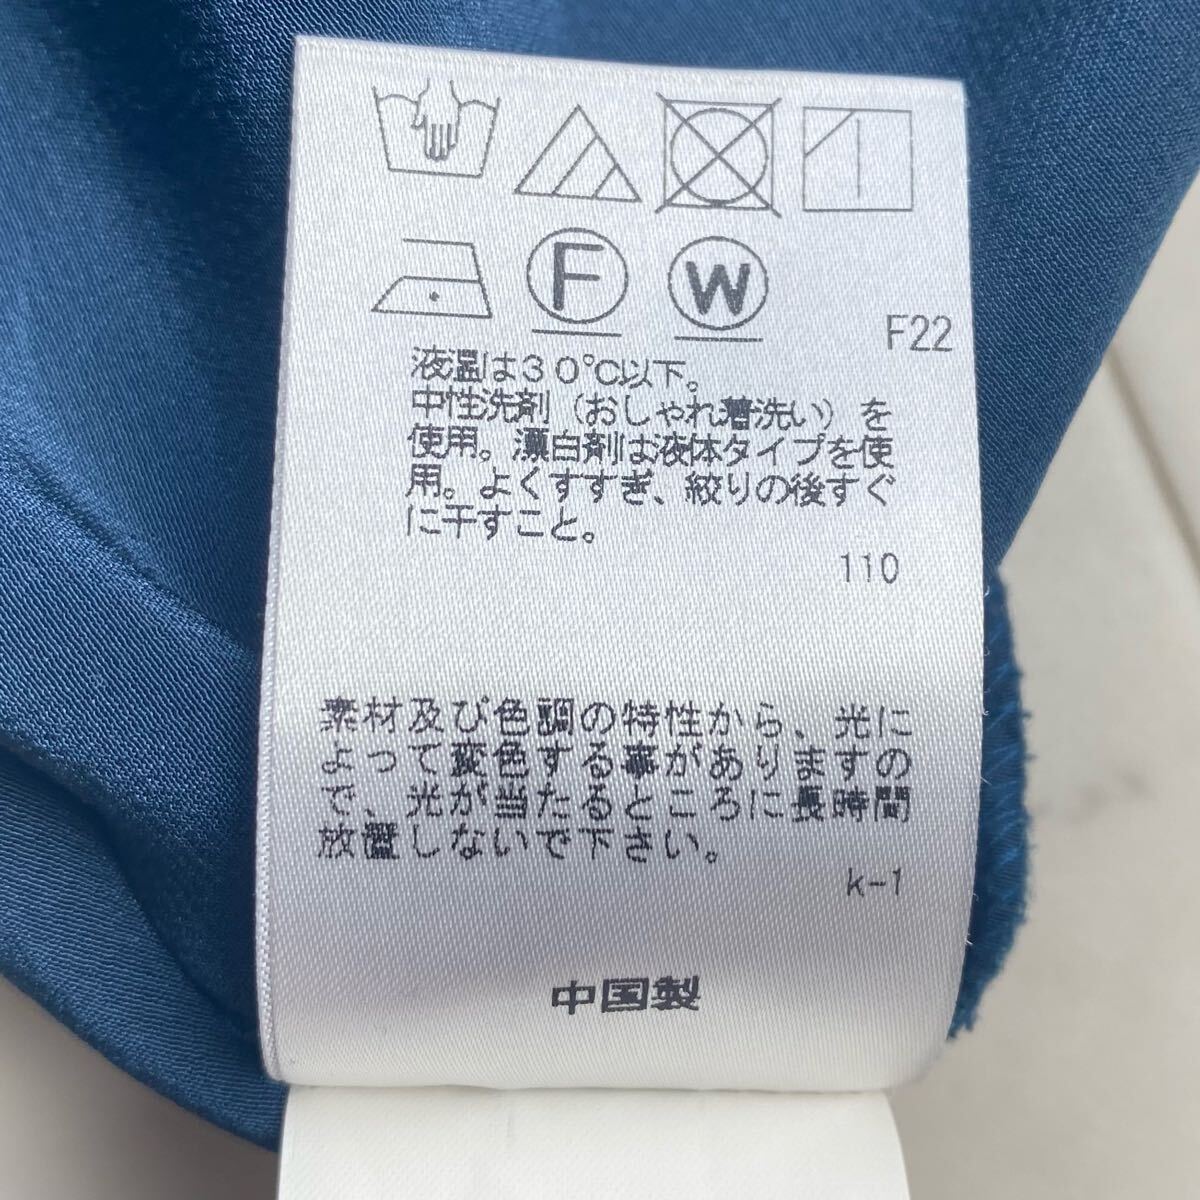 F
W
F22
液温は30℃以下。
中性洗剤(おしゃれ着洗い)を
使用。漂白剤は液体タイプを使
用。よくすすぎ、絞りの後すぐ
に干すこと。
110
素材及び色調の特性から、光に
よって変色する事がありますの
で、光が当たるところに長時間
放置しないで下さい。
k-1
中国製